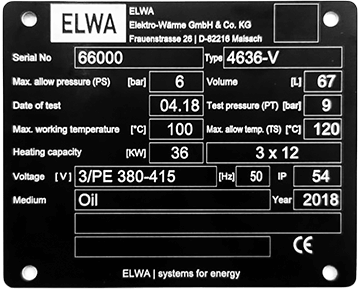 ELWA
ELWA
Elektro-Wärme GmbH & Co. KG
Frauenstrasse 26 | D-82216 Maisach
Serial No 66000 Type 4636-V
Max. allow pressure (PS) [bar] 6 Volume [L] 67
Date of test 04.18 Test pressure (PT) [bar] 9
Max. working temperature [°C] 100 Max. allow temp. (TS) [°C] 120
Heating capacity [KW] 36 3 x 12
Voltage [V] 3/PE 380-415 [Hz] 50 IP 54
Medium Oil Year 2018
CE
ELWA | systems for energy